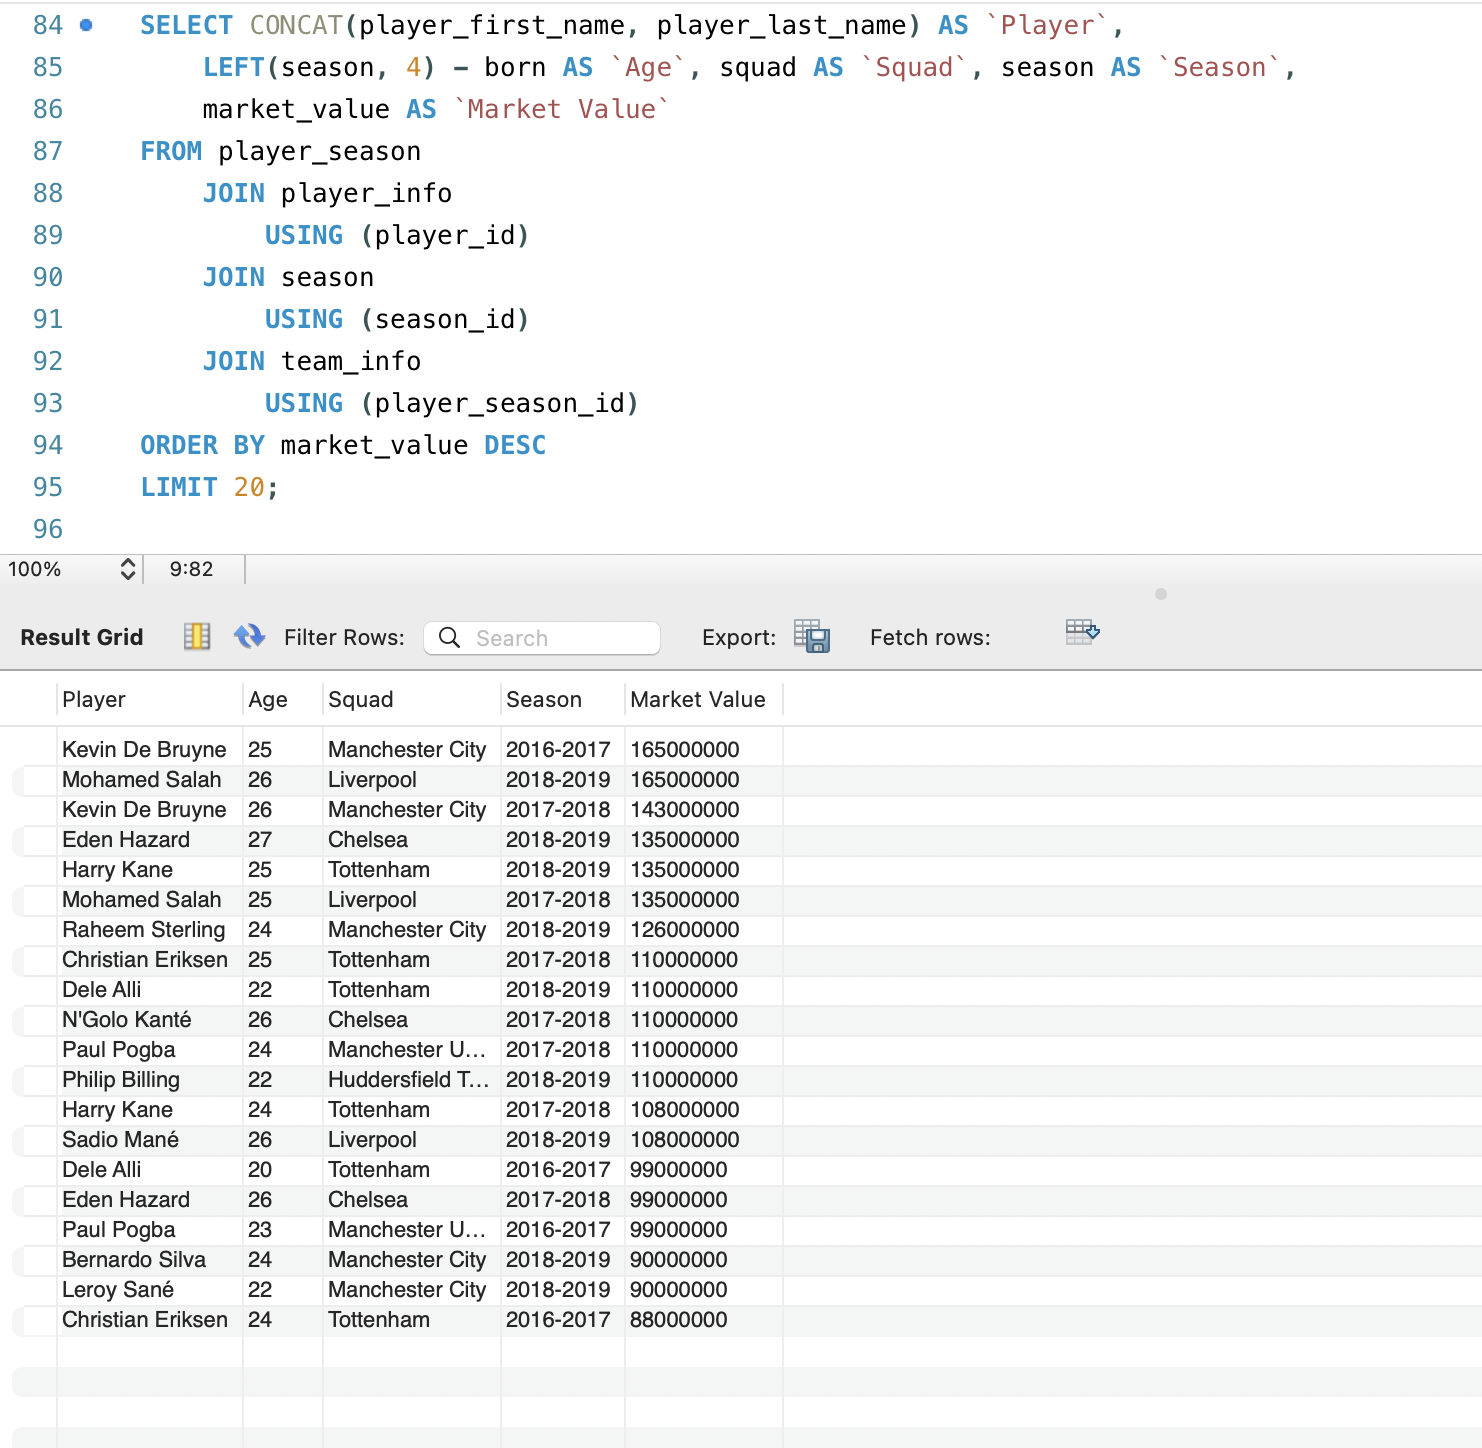 84 SELECT CONCAT(player_first_name, player_last_name) AS `Player`,
85 LEFT(season, 4) - born AS `Age`, squad AS `Squad`, season AS `Season`,
86 market_value AS `Market Value`
87 FROM player_season
88 JOIN player_info
89 USING (player_id)
90 JOIN season
91 USING (season_id)
92 JOIN team_info
93 USING (player_season_id)
94 ORDER BY market_value DESC
95 LIMIT 20;
96
100% 9:82
Result Grid Filter Rows: Search Export: Fetch rows:
Player Age Squad Season Market Value
Kevin De Bruyne 25 Manchester City 2016-2017 165000000
Mohamed Salah 26 Liverpool 2018-2019 165000000
Kevin De Bruyne 26 Manchester City 2017-2018 143000000
Eden Hazard 27 Chelsea 2018-2019 135000000
Harry Kane 25 Tottenham 2018-2019 135000000
Mohamed Salah 25 Liverpool 2017-2018 135000000
Raheem Sterling 24 Manchester City 2018-2019 126000000
Christian Eriksen 25 Tottenham 2017-2018 110000000
Dele Alli 22 Tottenham 2018-2019 110000000
N'Golo Kanté 26 Chelsea 2017-2018 110000000
Paul Pogba 24 Manchester U... 2017-2018 110000000
Philip Billing 22 Huddersfield T... 2018-2019 110000000
Harry Kane 24 Tottenham 2017-2018 108000000
Sadio Mané 26 Liverpool 2018-2019 108000000
Dele Alli 20 Tottenham 2016-2017 99000000
Eden Hazard 26 Chelsea 2017-2018 99000000
Paul Pogba 23 Manchester U... 2016-2017 99000000
Bernardo Silva 24 Manchester City 2018-2019 90000000
Leroy Sané 22 Manchester City 2018-2019 90000000
Christian Eriksen 24 Tottenham 2016-2017 88000000